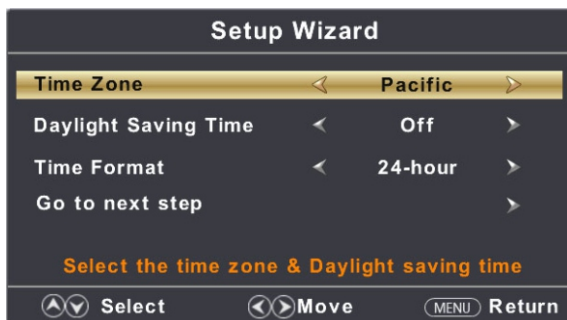 Setup Wizard
Time Zone Pacific
Daylight Saving Time Off
Time Format 24-hour
Go to next step
Select the time zone & Daylight saving time
Select Move MENU Return